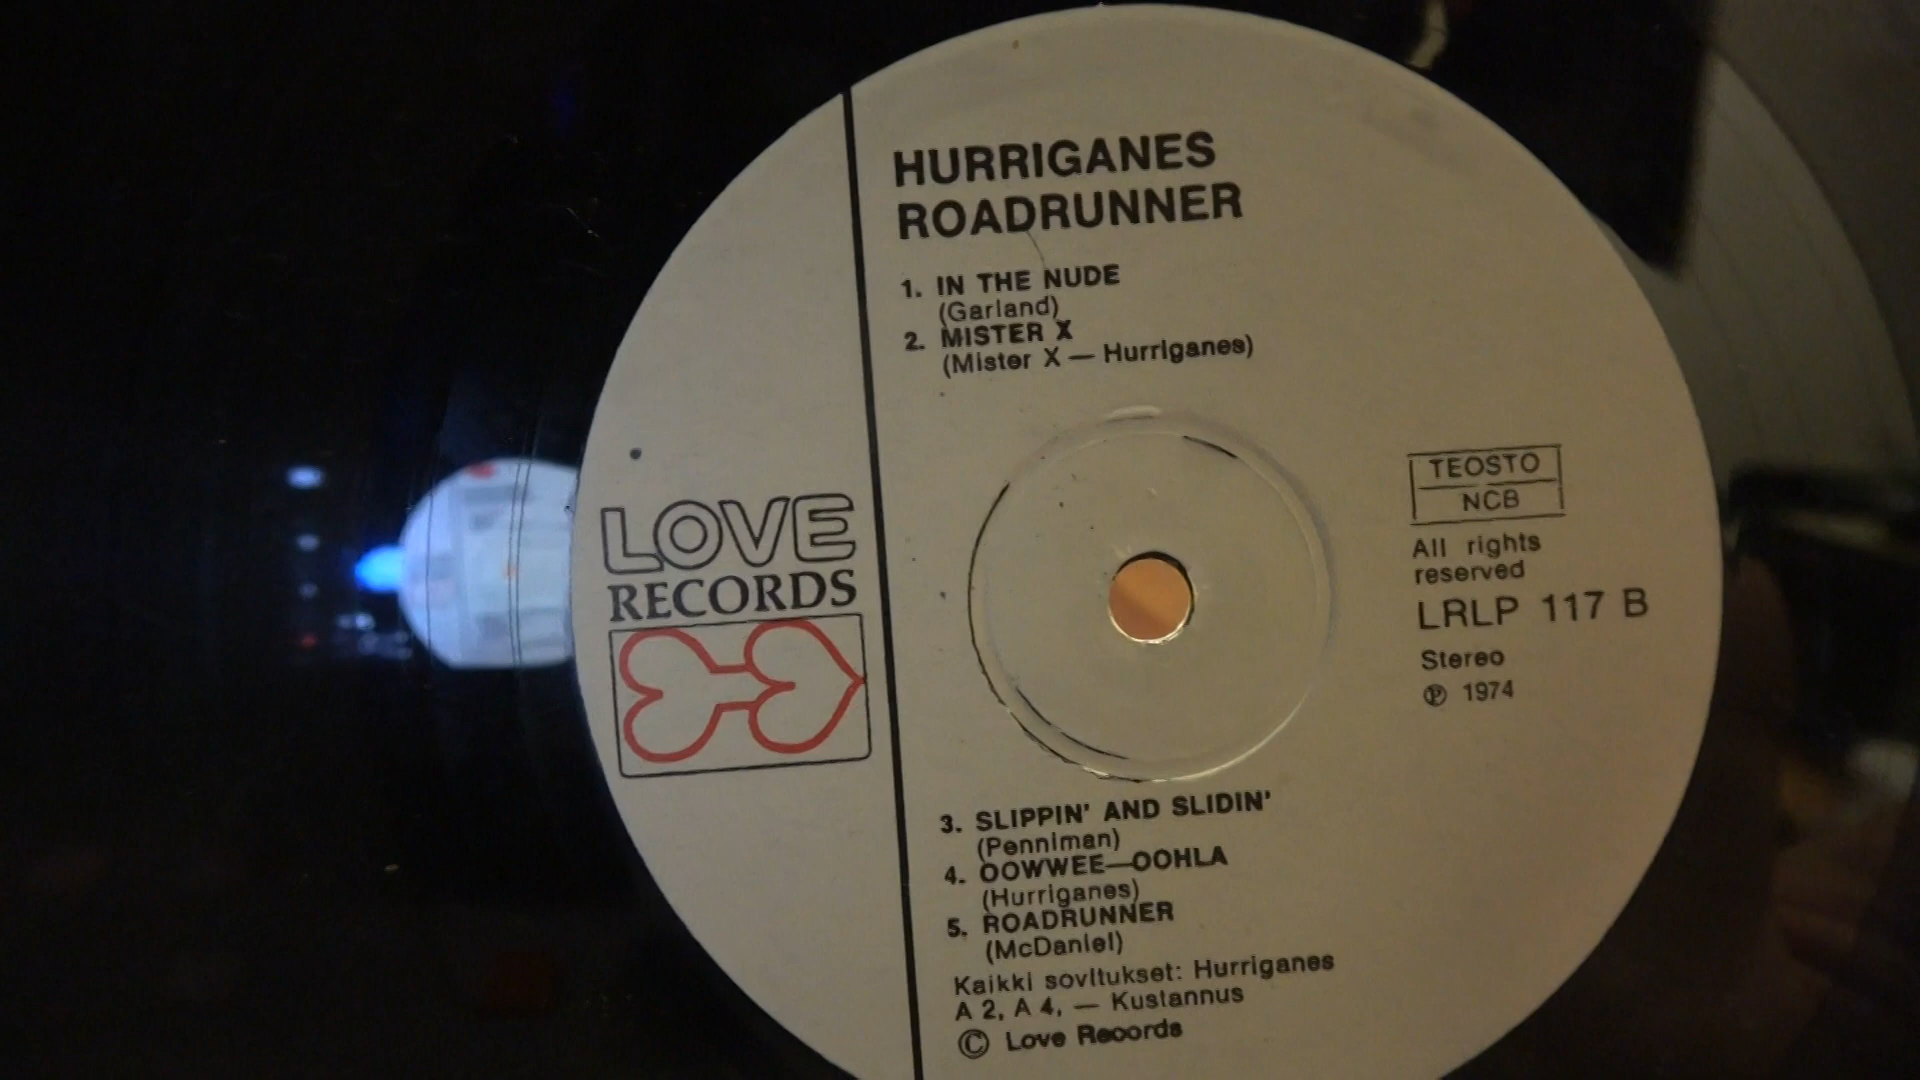 HURRIGANES
ROADRUNNER
1. IN THE NUDE
(Garland)
2. MISTER X
(Mister X — Hurriganes)
LOVE
RECORDS
TEOSTO
NCB
All rights
reserved
LRLP 117 B
Stereo
℗ 1974
3. SLIPPIN' AND SLIDIN'
(Penniman)
4. OOWWEE—OOHLA
(Hurriganes)
5. ROADRUNNER
(McDaniel)
Kaikki sovitukset: Hurriganes
A 2, A 4, — Kustannus
© Love Records